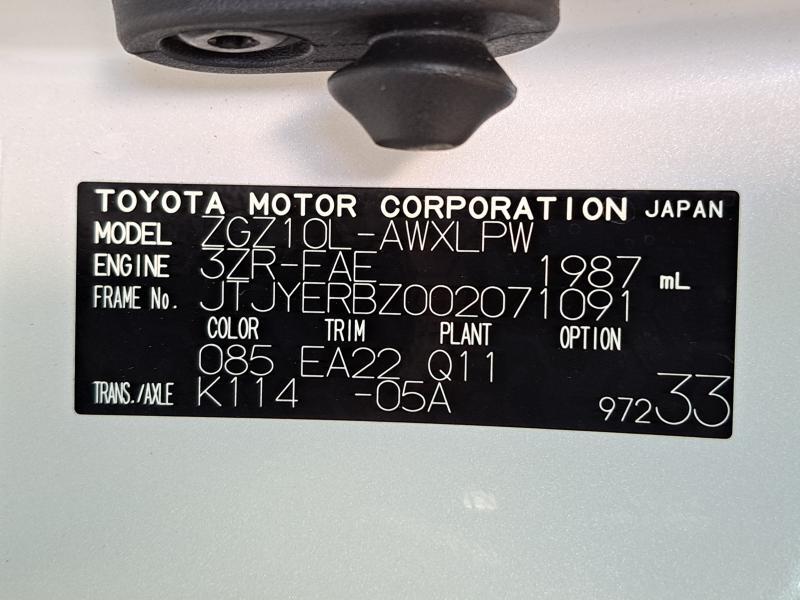 TOYOTA MOTOR CORPORATION JAPAN
MODEL ZGZ10L-AWXLPW
ENGINE 3ZR-FAE 1987 mL
FRAME No. JTJYERBZ002071091
COLOR TRIM PLANT OPTION
085 EA22 Q11
TRANS./AXLE K114 -05A 97233